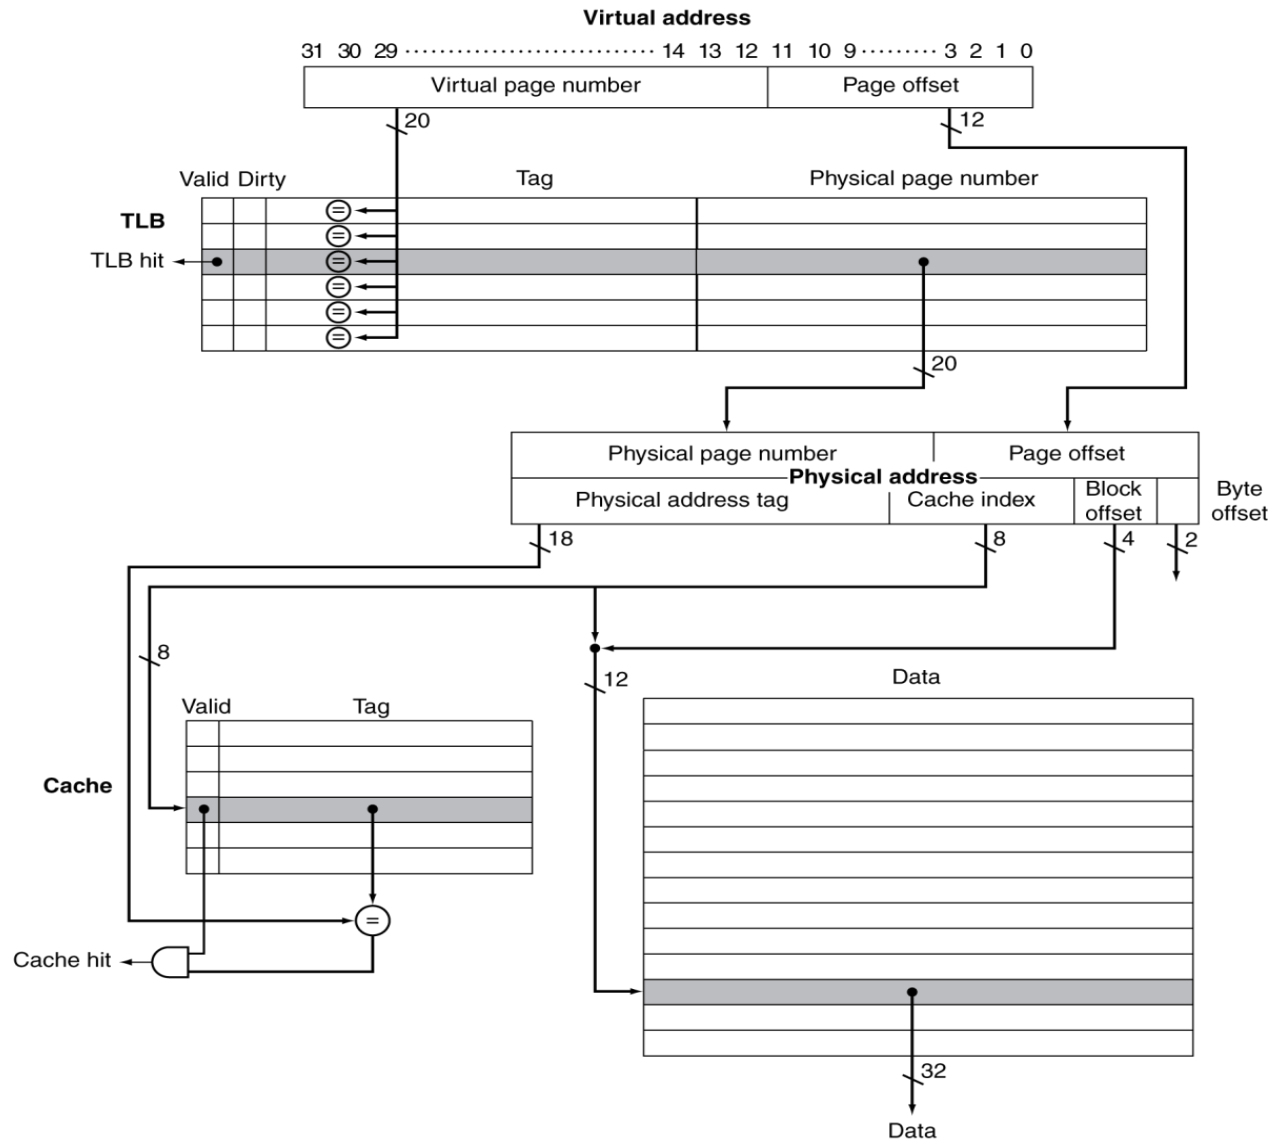 Virtual address
31 30 29 ··························· 14 13 12 11 10 9 ········· 3 2 1 0
Virtual page number Page offset
20 12
Valid Dirty Tag Physical page number
TLB
=
=
TLB hit =
=
=
=
20
Physical page number Page offset
Physical address
Physical address tag Cache index Block offset Byte offset
18 8 4 2
8
12
Data
Valid Tag
Cache
=
Cache hit
32
Data